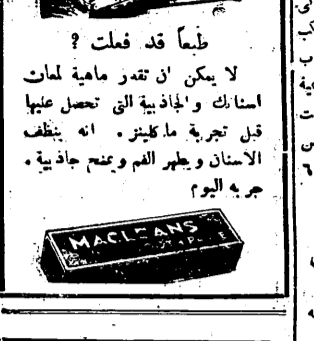 طبعاً قد فعلت ؟
لا يمكن ان تقدر ماهية لمعان
اسنانك والجاذبية التي تحصل عليها
قبل تجربة ماكلينز . انه ينظف
الاسنان ويطهر الفم ويمنح جاذبية .
جربه اليوم
MACLEANS